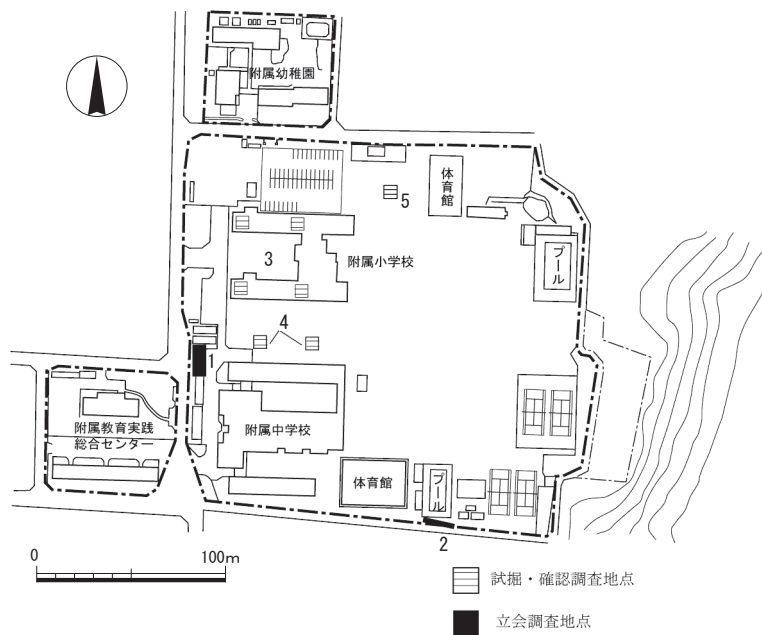 附属幼稚園
体育館
5
プール
3
附属小学校
4
1
附属教育実践
総合センター
附属中学校
体育館
プール
2
0
100m
試掘・確認調査地点
立会調査地点